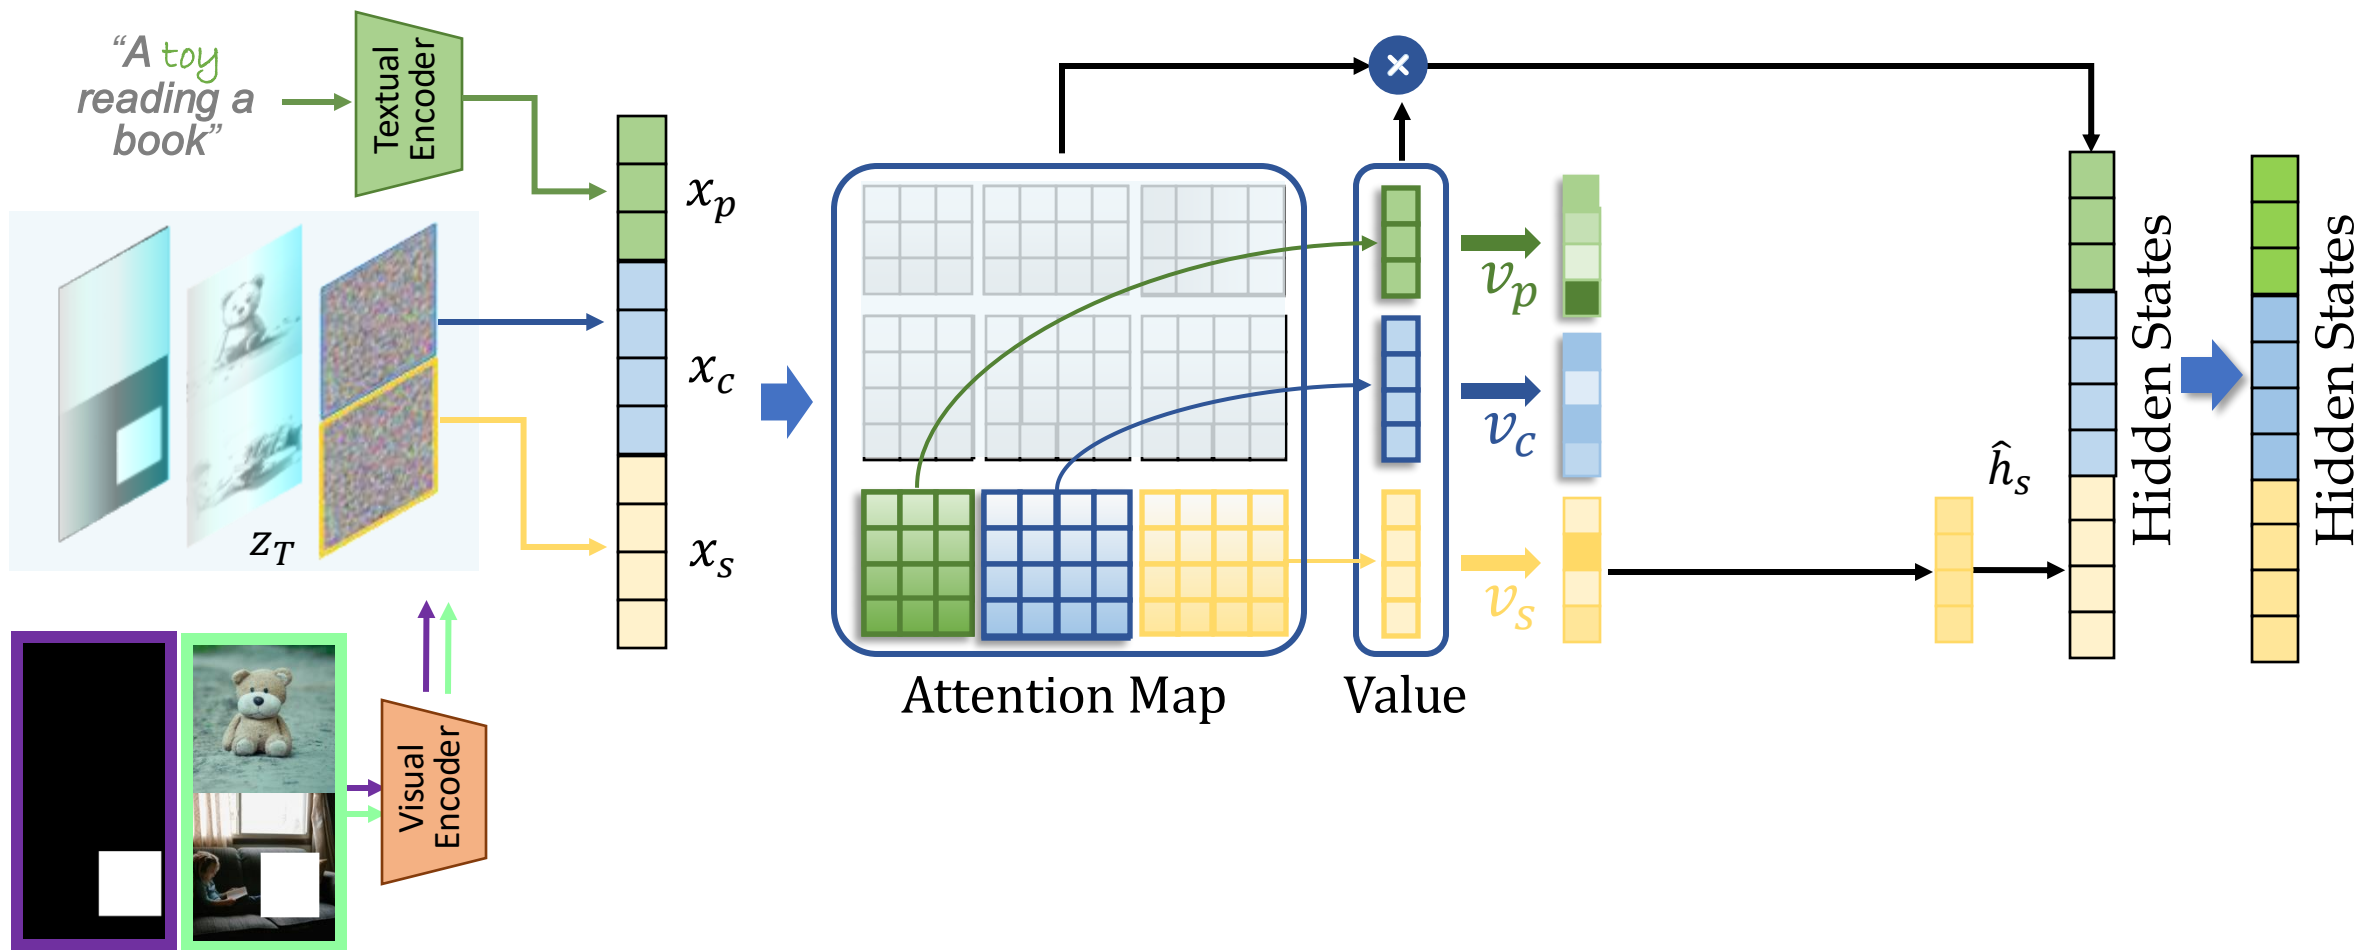 “A toy
reading a
book”
Textual
Encoder
x_p
x_c
x_s
z_T
Visual
Encoder
Attention Map
Value
v_p
v_c
v_s
ĥ_s
Hidden States
Hidden States